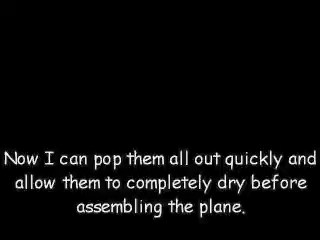 Now I can pop them all out quickly and
allow them to completely dry before
assembling the plane.